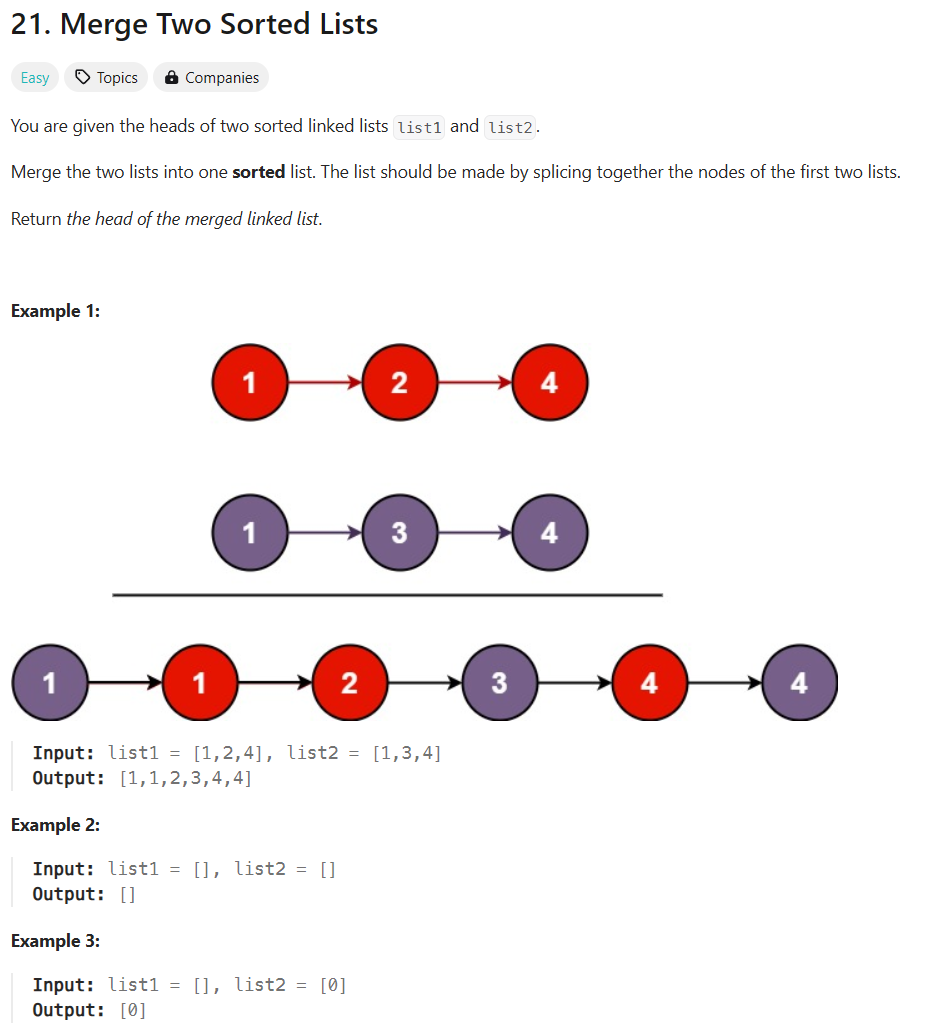 21. Merge Two Sorted Lists
Easy Topics Companies
You are given the heads of two sorted linked lists list1 and list2.
Merge the two lists into one sorted list. The list should be made by splicing together the nodes of the first two lists.
Return the head of the merged linked list.
Example 1:
1 2 4
1 3 4
1 1 2 3 4 4
Input: list1 = [1,2,4], list2 = [1,3,4]
Output: [1,1,2,3,4,4]
Example 2:
Input: list1 = [], list2 = []
Output: []
Example 3:
Input: list1 = [], list2 = [0]
Output: [0]